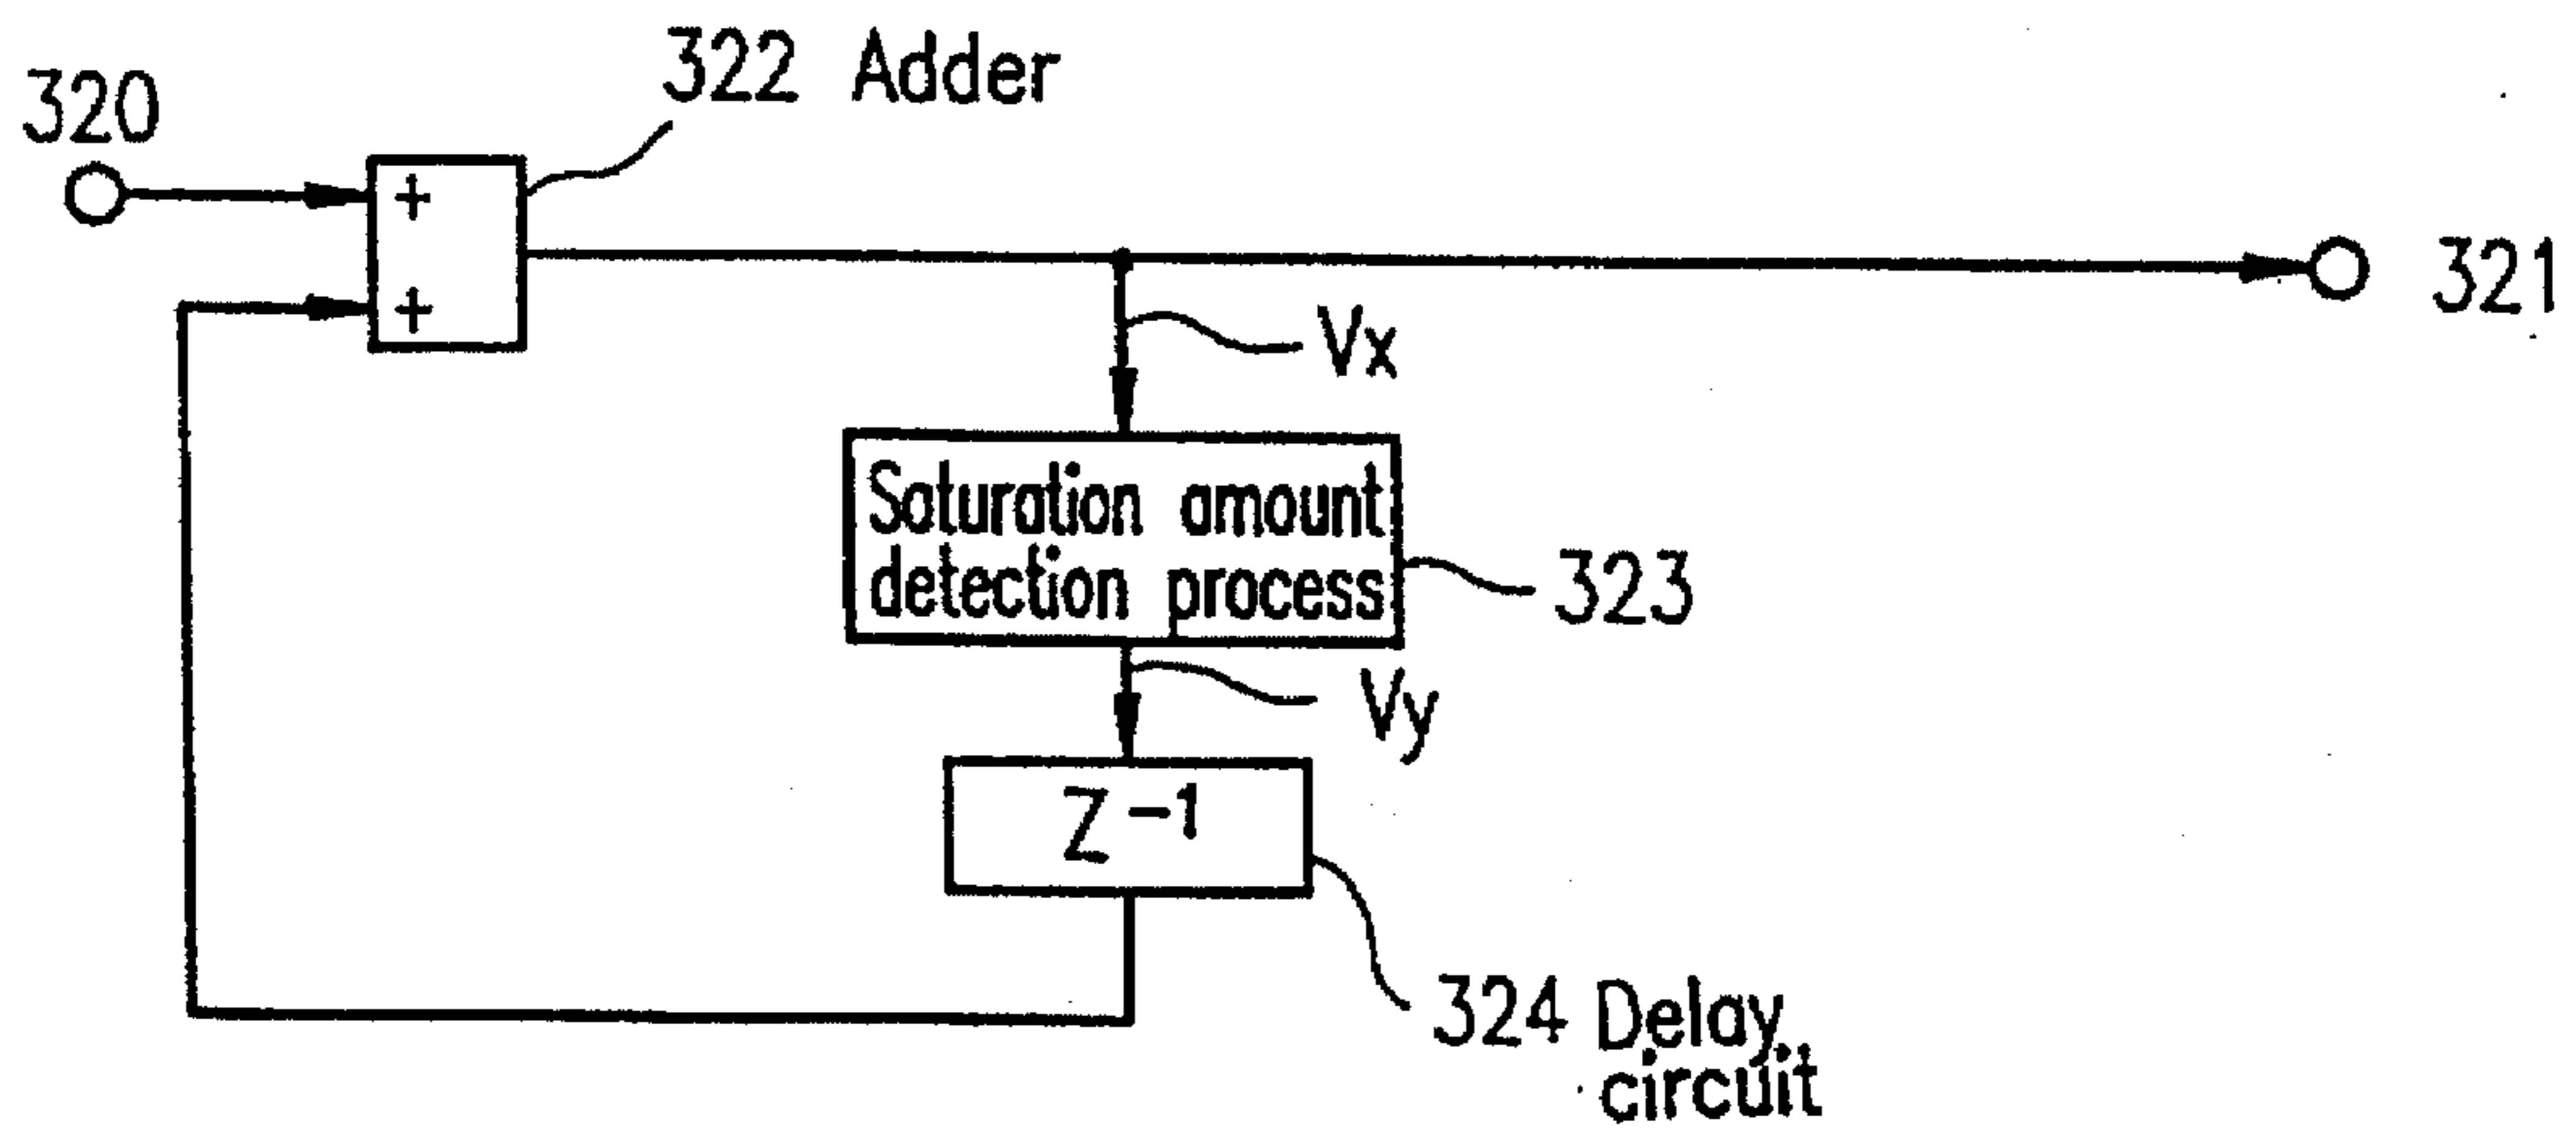 320
322 Adder
+
+
321
Vx
Saturation amount
detection process
323
Vy
Z⁻¹
324 Delay
circuit